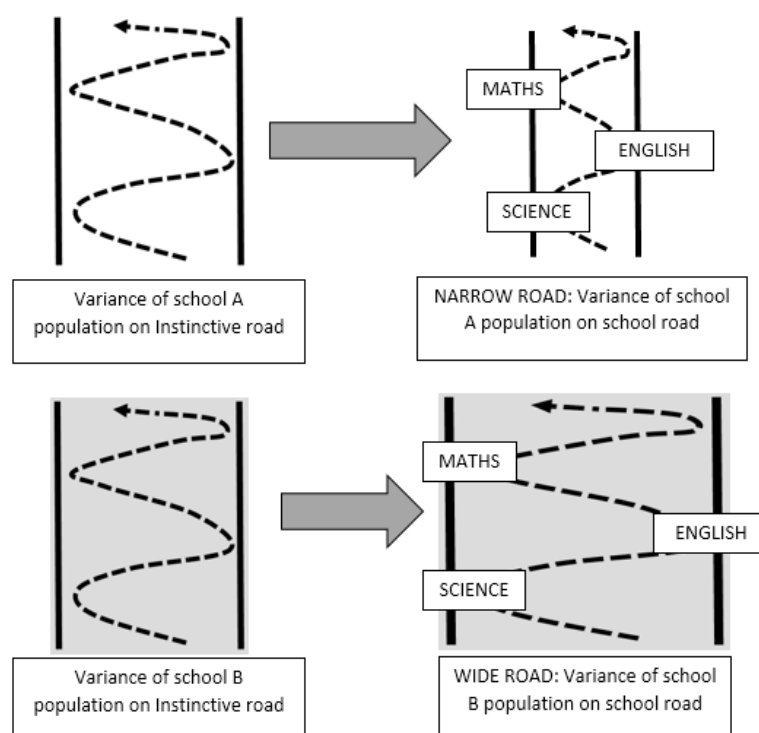 MATHS
ENGLISH
SCIENCE
Variance of school A
population on Instinctive road
NARROW ROAD: Variance of school
A population on school road
MATHS
ENGLISH
SCIENCE
Variance of school B
population on Instinctive road
WIDE ROAD: Variance of school
B population on school road